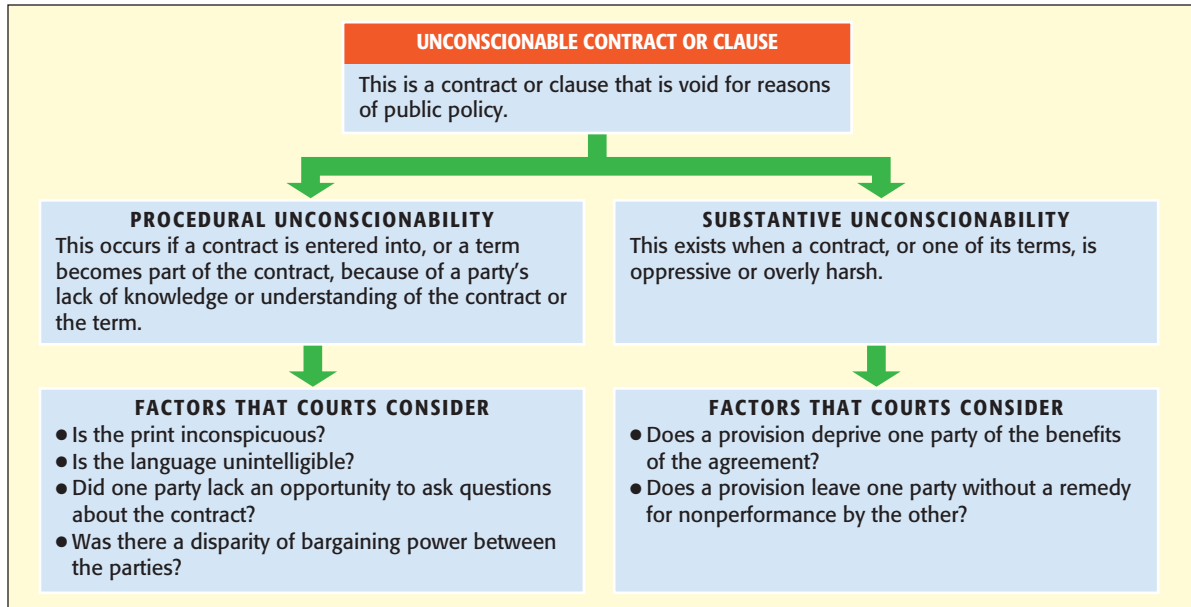 UNCONSCIONABLE CONTRACT OR CLAUSE
This is a contract or clause that is void for reasons
of public policy.
PROCEDURAL UNCONSCIONABILITY
This occurs if a contract is entered into, or a term
becomes part of the contract, because of a party’s
lack of knowledge or understanding of the contract or
the term.
SUBSTANTIVE UNCONSCIONABILITY
This exists when a contract, or one of its terms, is
oppressive or overly harsh.
FACTORS THAT COURTS CONSIDER
● Is the print inconspicuous?
● Is the language unintelligible?
● Did one party lack an opportunity to ask questions
about the contract?
● Was there a disparity of bargaining power between
the parties?
FACTORS THAT COURTS CONSIDER
● Does a provision deprive one party of the benefits
of the agreement?
● Does a provision leave one party without a remedy
for nonperformance by the other?